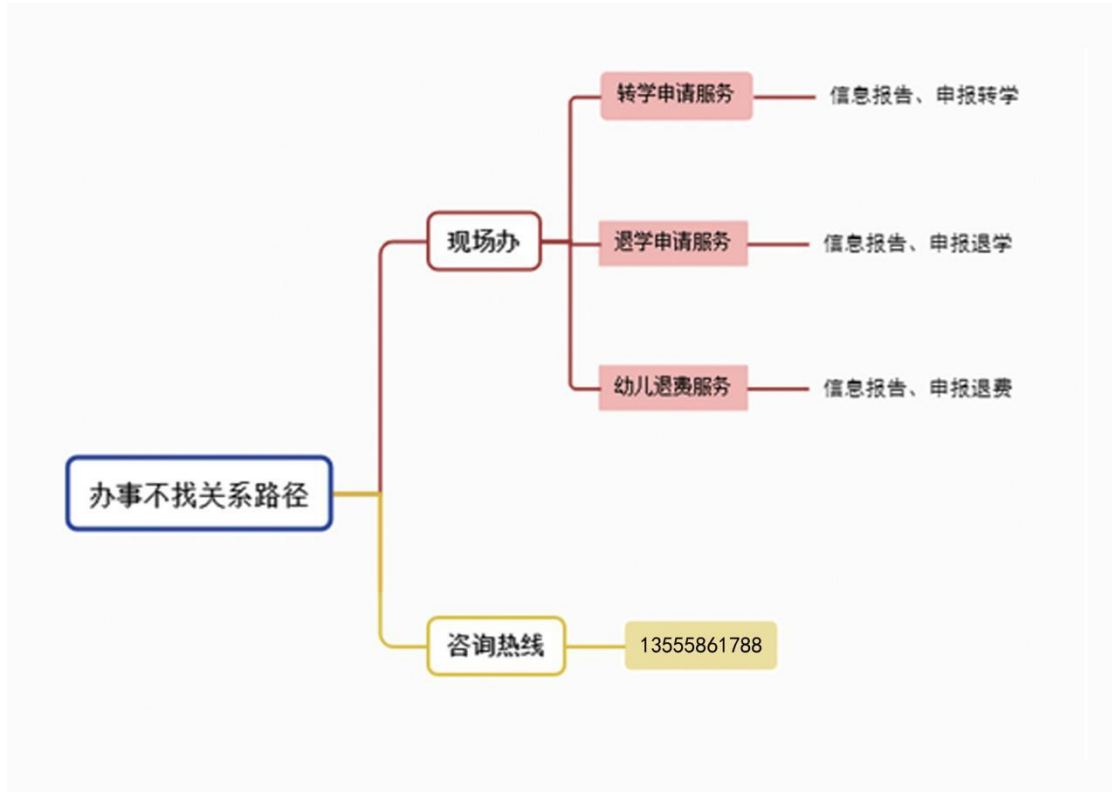 转学申请服务
信息报告、申报转学
现场办
退学申请服务
信息报告、申报退学
幼儿退费服务
信息报告、申报退费
办事不找关系路径
咨询热线
13555861788